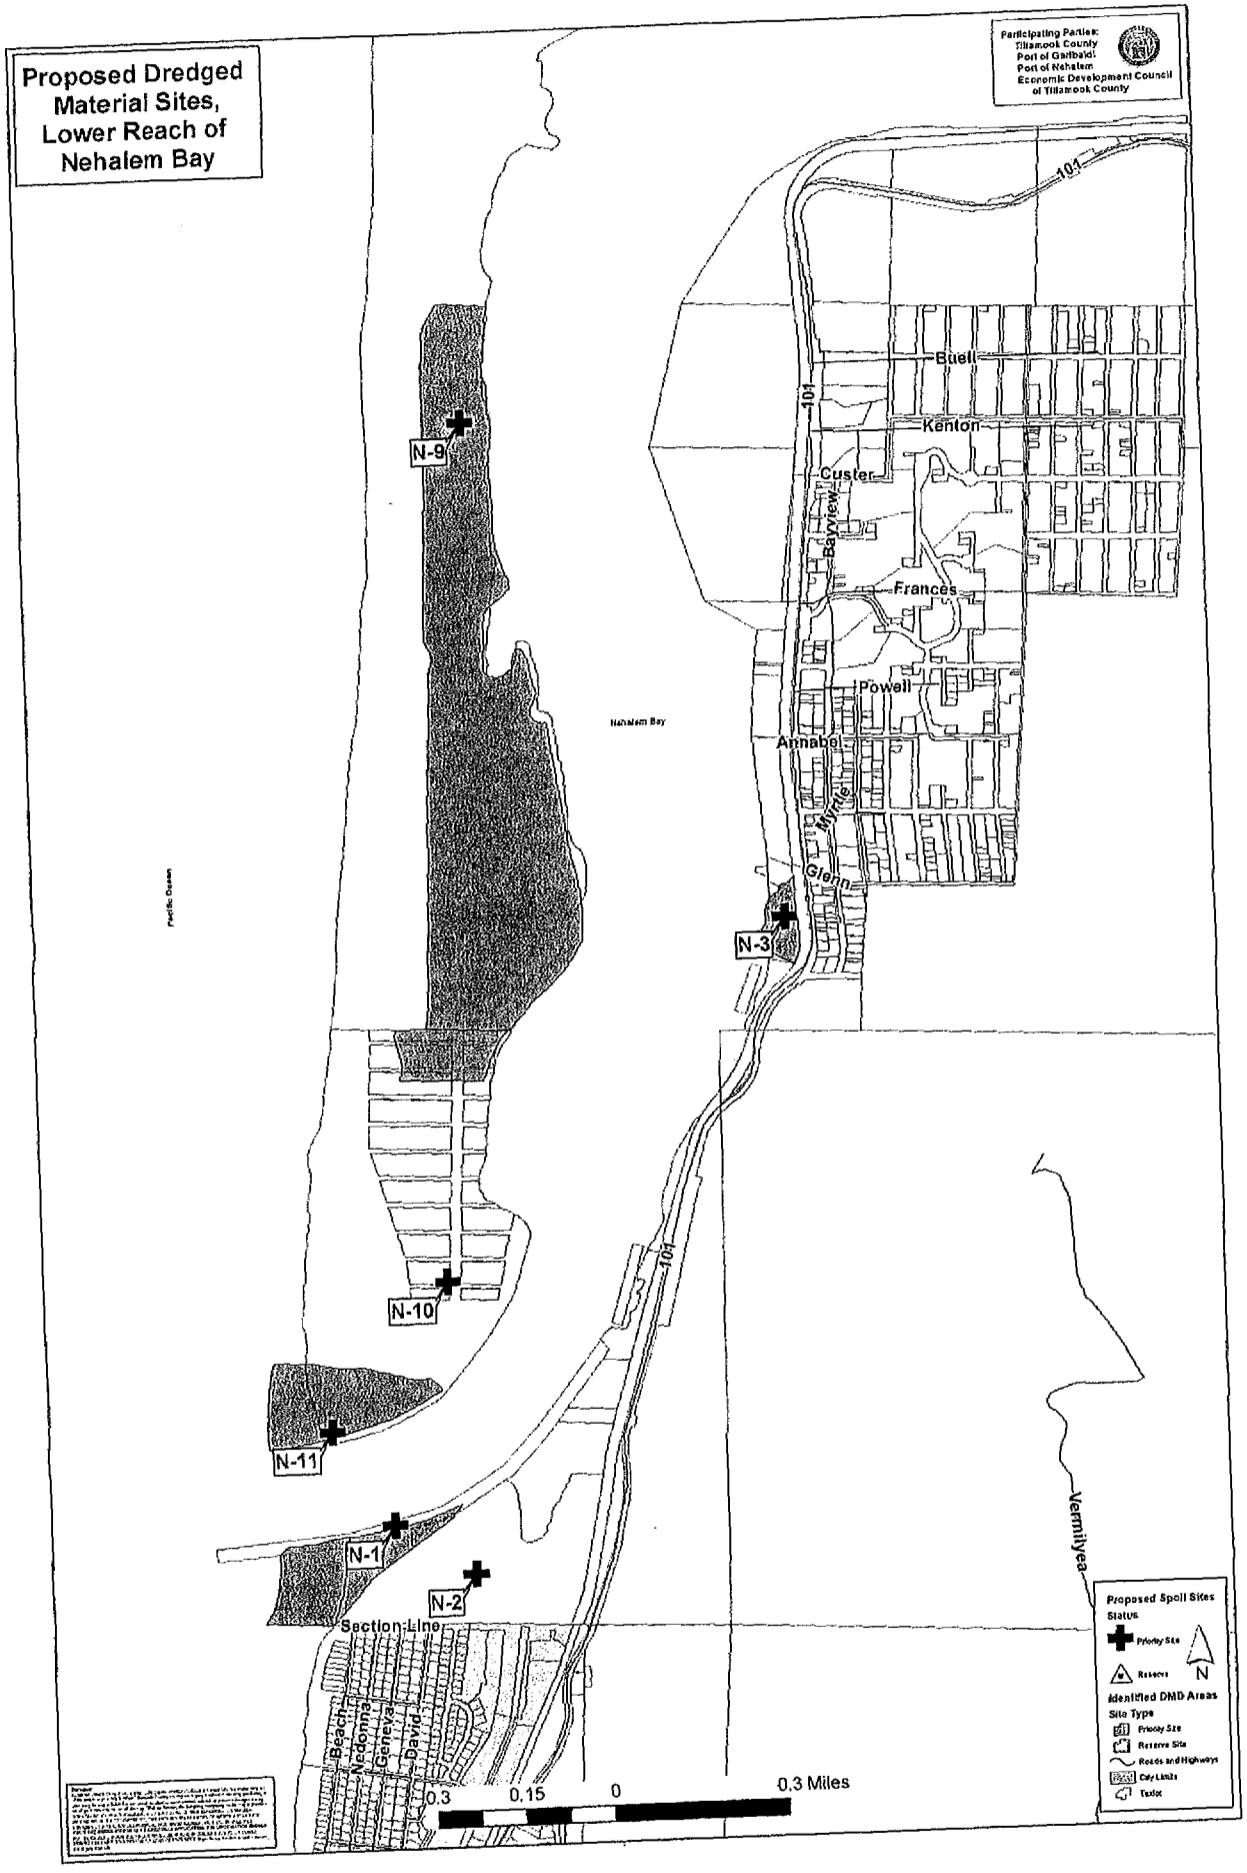 Proposed Dredged
Material Sites,
Lower Reach of
Nehalem Bay
Participating Parties:
Tillamook County
Port of Garibaldi
Port of Nehalem
Economic Development Council
of Tillamook County
101
Buell
101
Kenton
N-9
Custer
Bayview
Frances
Powell
Nehalem Bay
Annabel
Myrtle
Glenn
Pacific Ocean
N-3
101
N-10
N-11
N-1
N-2
Vermilyea
Section Line
Beach
Nedonna
Geneva
David
Proposed Spoil Sites
Status
Priority Site
Reserve
N
Identified DMD Areas
Site Type
Priority Site
Reserve Site
Roads and Highways
City Limits
Taxlot
0.3 0.15 0 0.3 Miles